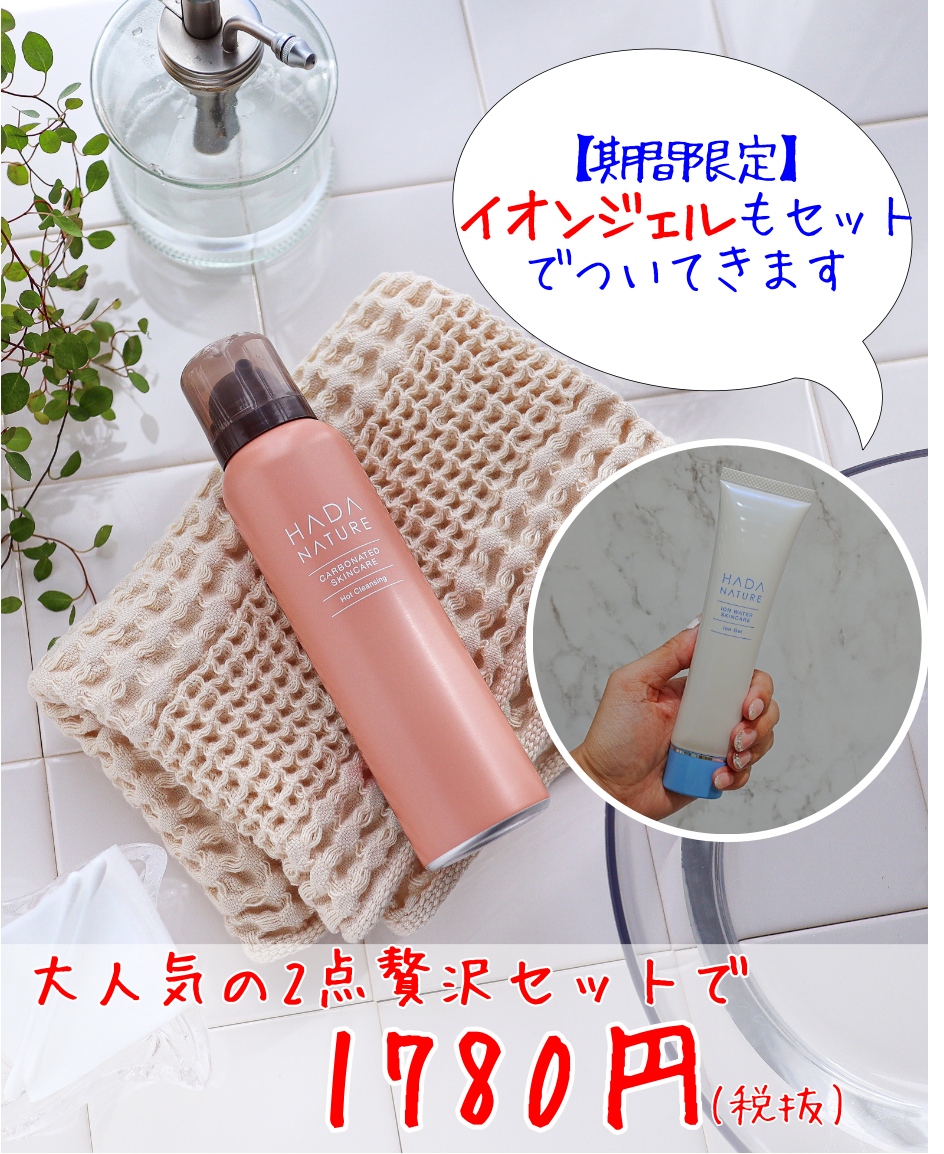 【期間限定】
イオンジェルもセット
でついてきます
HADA
NATURE
CARBONATED
SKINCARE
Hot Cleansing
HADA
NATURE
ION WATER
SKINCARE
Ion Gel
大人気の2点贅沢セットで
1780円(税抜)